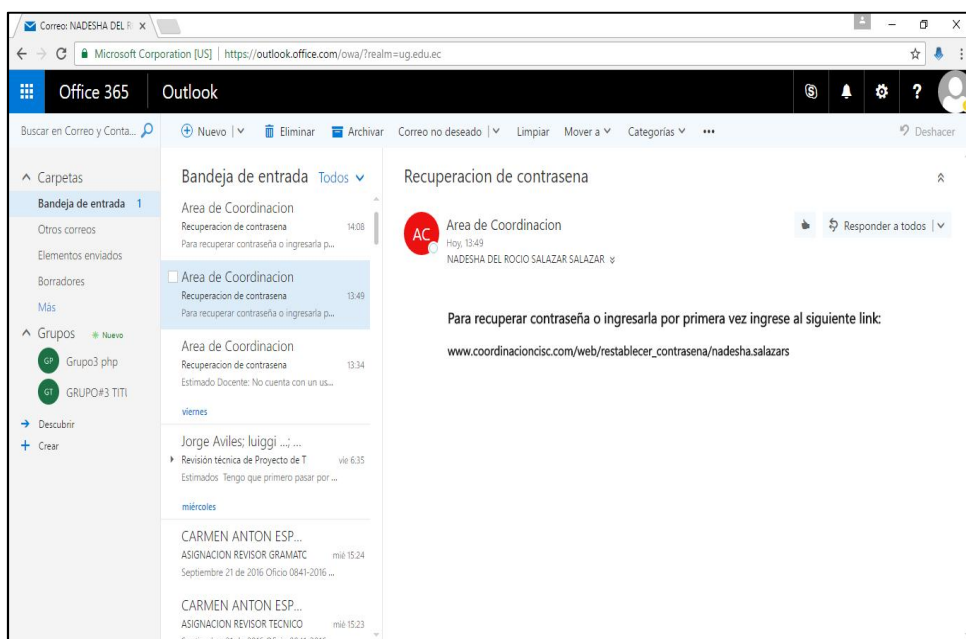 Correo: NADESHA DEL R
Microsoft Corporation [US] | https://outlook.office.com/owa/?realm=ug.edu.ec
Office 365
Outlook
Buscar en Correo y Conta...
Nuevo
Eliminar
Archivar
Correo no deseado
Limpiar
Mover a
Categorías
Deshacer
Carpetas
Bandeja de entrada 1
Otros correos
Elementos enviados
Borradores
Más
Grupos Nuevo
GP Grupo3 php
GT GRUPO#3 TITI
Descubrir
Crear
Bandeja de entrada Todos
Area de Coordinacion
Recuperacion de contrasena 14:08
Para recuperar contraseña o ingresarla p...
Area de Coordinacion
Recuperacion de contrasena 13:49
Para recuperar contraseña o ingresarla p...
Area de Coordinacion
Recuperacion de contrasena 13:34
Estimado Docente: No cuenta con un us...
viernes
Jorge Aviles; luiggi ...; ...
Revisión técnica de Proyecto de T vie 6:35
Estimados Tengo que primero pasar por ...
miércoles
CARMEN ANTON ESP...
ASIGNACION REVISOR GRAMATC mié 15:24
Septiembre 21 de 2016 Oficio 0841-2016 ...
CARMEN ANTON ESP...
ASIGNACION REVISOR TECNICO mié 15:23
Recuperacion de contrasena
AC
Area de Coordinacion
Hoy, 13:49
NADESHA DEL ROCIO SALAZAR SALAZAR
Responder a todos
Para recuperar contraseña o ingresarla por primera vez ingrese al siguiente link:
www.coordinacioncisc.com/web/restablecer_contrasena/nadesha.salazars